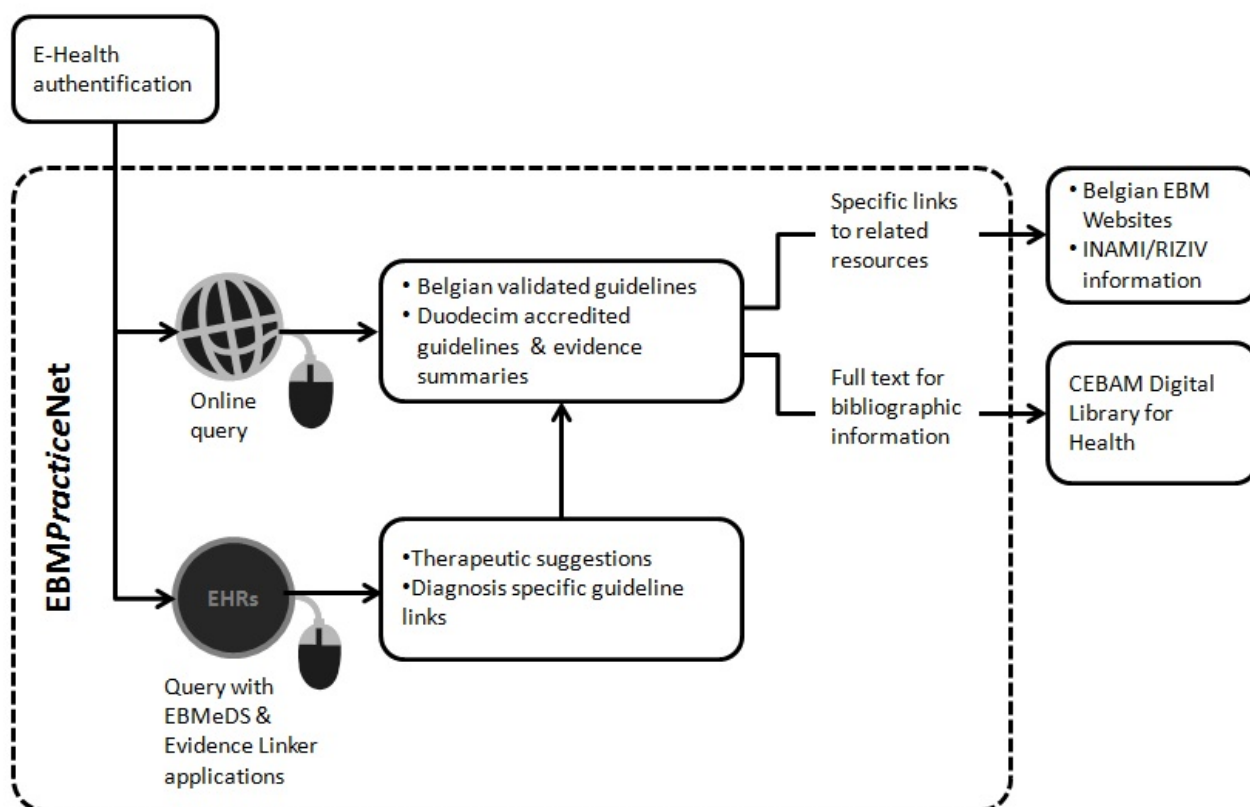 E-Health
authentification
EBMPracticeNet
Online
query
• Belgian validated guidelines
• Duodecim accredited
guidelines & evidence
summaries
Specific links
to related
resources
• Belgian EBM
Websites
• INAMI/RIZIV
information
Full text for
bibliographic
information
CEBAM Digital
Library for
Health
EHRs
Query with
EBMeDS &
Evidence Linker
applications
•Therapeutic suggestions
•Diagnosis specific guideline
links